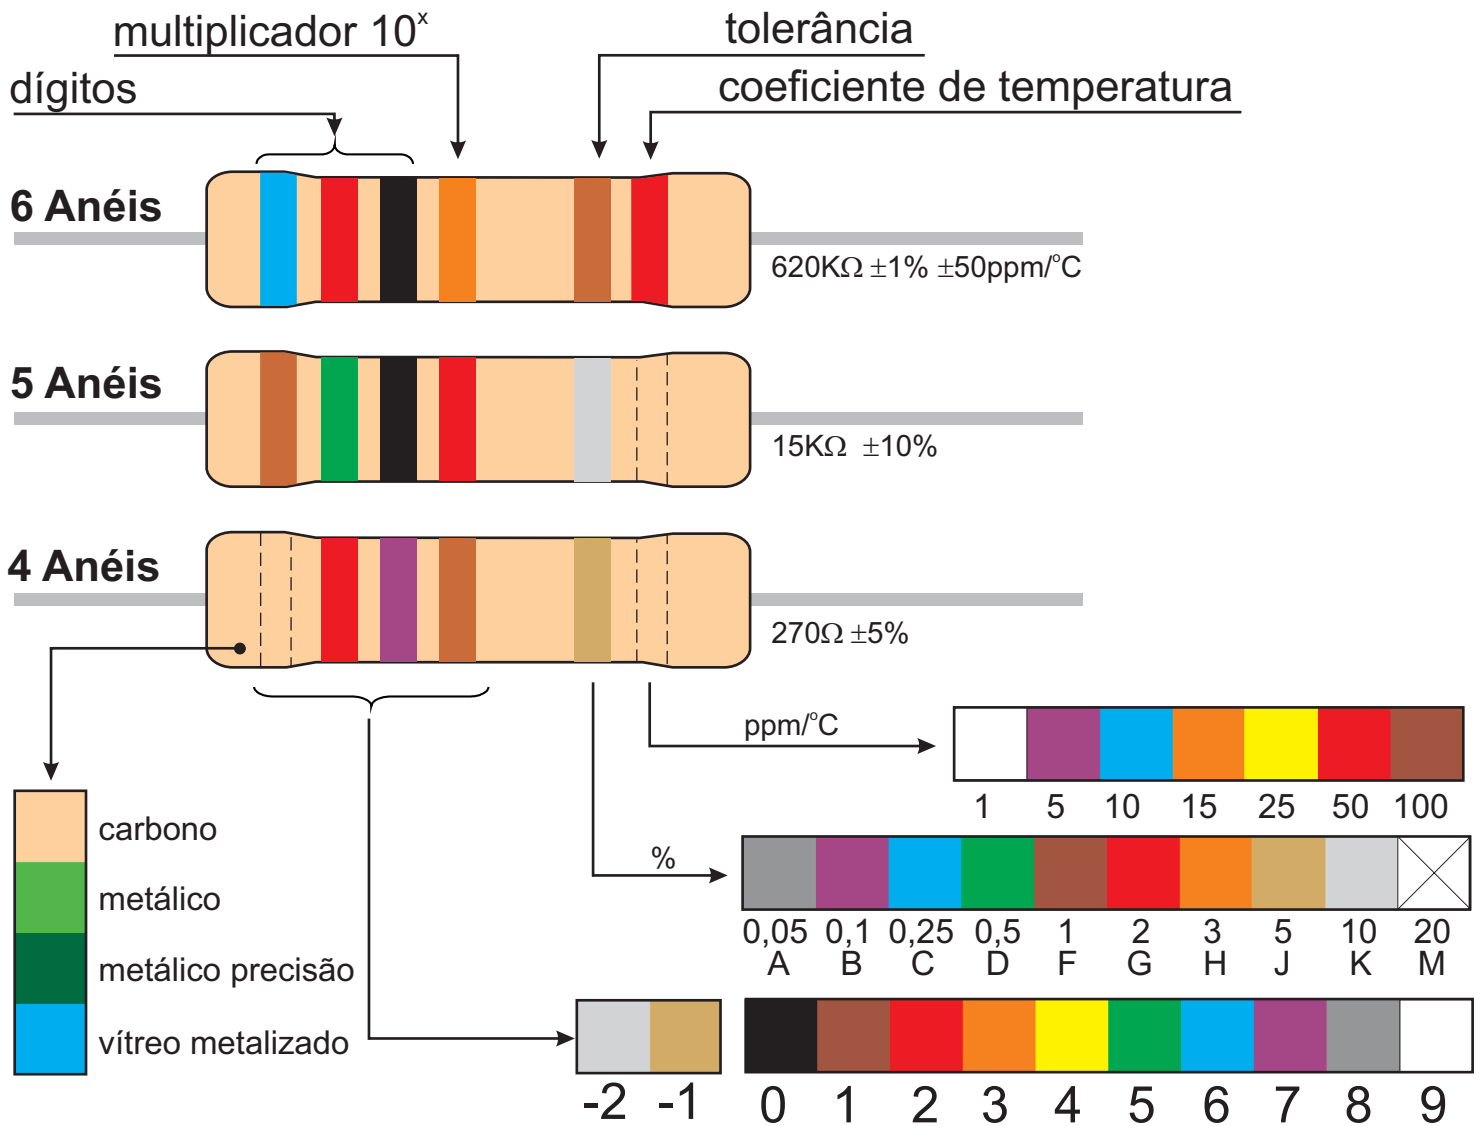 multiplicador 10^x
tolerância
dígitos
coeficiente de temperatura
6 Anéis
620KΩ ±1% ±50ppm/°C
5 Anéis
15KΩ ±10%
4 Anéis
270Ω ±5%
ppm/°C
1 5 10 15 25 50 100
carbono
metálico
metálico precisão
vítreo metalizado
%
0,05 0,1 0,25 0,5 1 2 3 5 10 20
A B C D F G H J K M
-2 -1 0 1 2 3 4 5 6 7 8 9